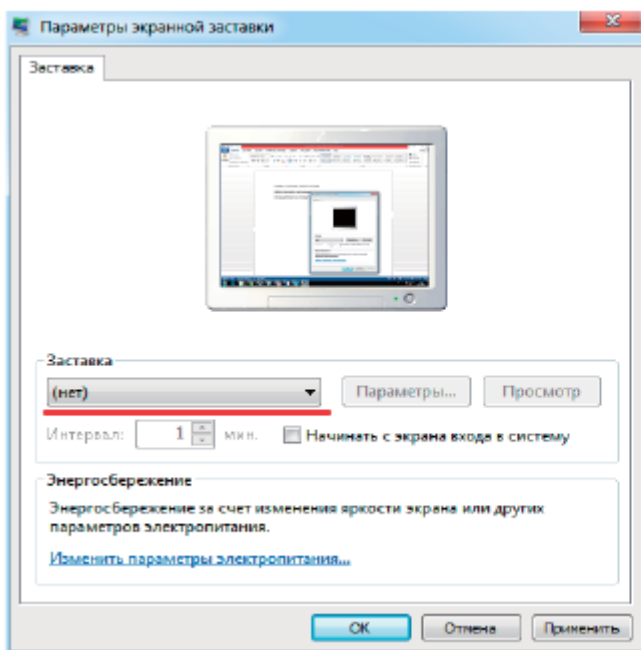 Параметры экранной заставки
Заставка
Заставка
(нет)
Параметры...
Просмотр
Интервал: 1 мин. Начинать с экрана входа в систему
Энергосбережение
Энергосбережение за счет изменения яркости экрана или других
параметров электропитания.
Изменить параметры электропитания...
ОК
Отмена
Применить